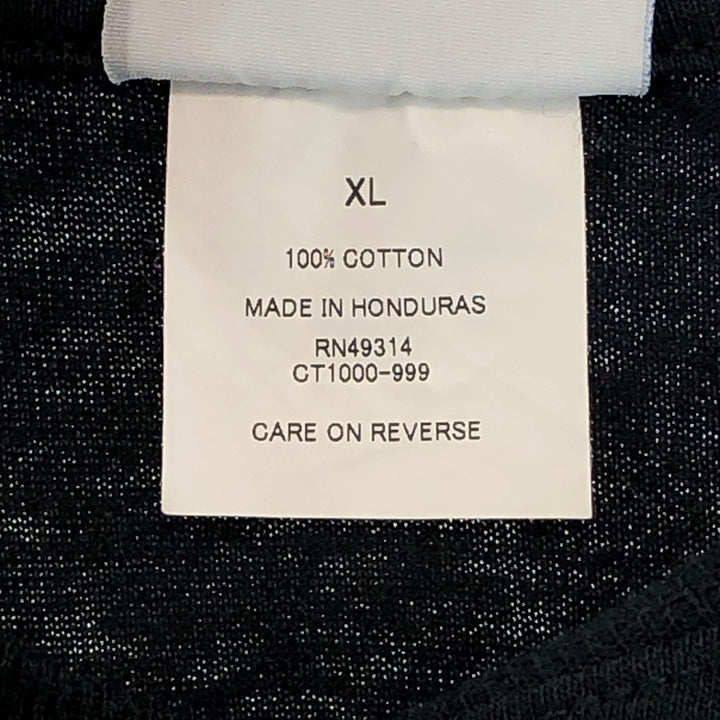 XL
100% COTTON
MADE IN HONDURAS
RN49314
CT1000-999
CARE ON REVERSE